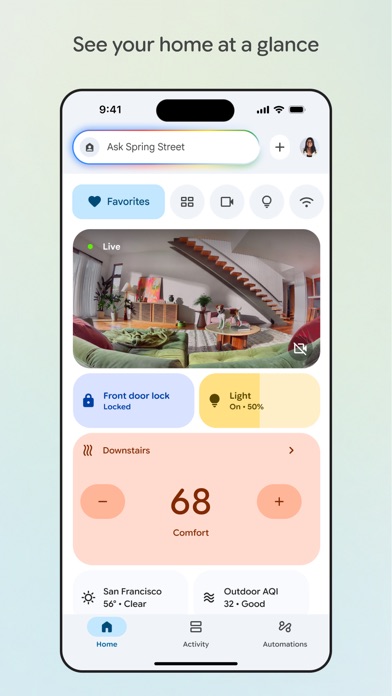 See your home at a glance
9:41
Ask Spring Street
Favorites
Live
Front door lock
Locked
Light
On • 50%
Downstairs
68
Comfort
San Francisco
56° • Clear
Outdoor AQI
32 • Good
Home
Activity
Automations